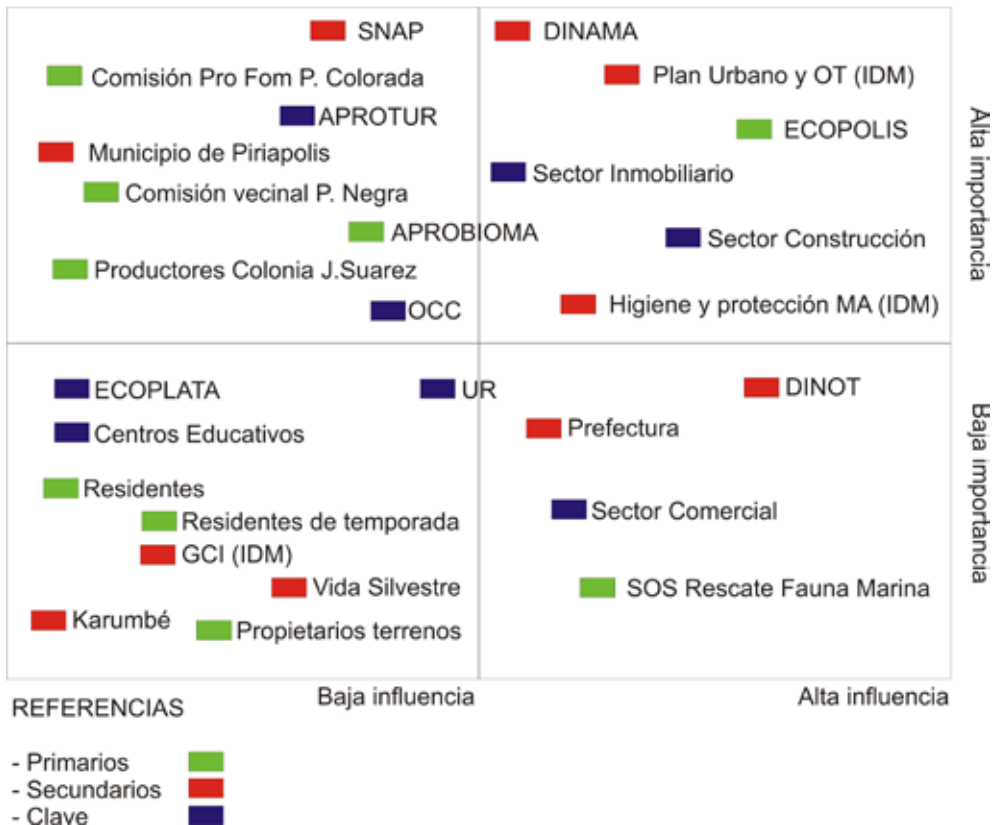 SNAP
Comisión Pro Fom P. Colorada
APROTUR
Municipio de Piriapolis
Comisión vecinal P. Negra
APROBIOMA
Productores Colonia J.Suarez
OCC
DINAMA
Plan Urbano y OT (IDM)
ECOPOLIS
Sector Inmobiliario
Sector Construcción
Higiene y protección MA (IDM)
Alta importancia
ECOPLATA
UR
Centros Educativos
Residentes
Residentes de temporada
GCI (IDM)
Vida Silvestre
Karumbé
Propietarios terrenos
DINOT
Prefectura
Sector Comercial
SOS Rescate Fauna Marina
Baja importancia
Baja influencia
Alta influencia
REFERENCIAS
- Primarios
- Secundarios
- Clave